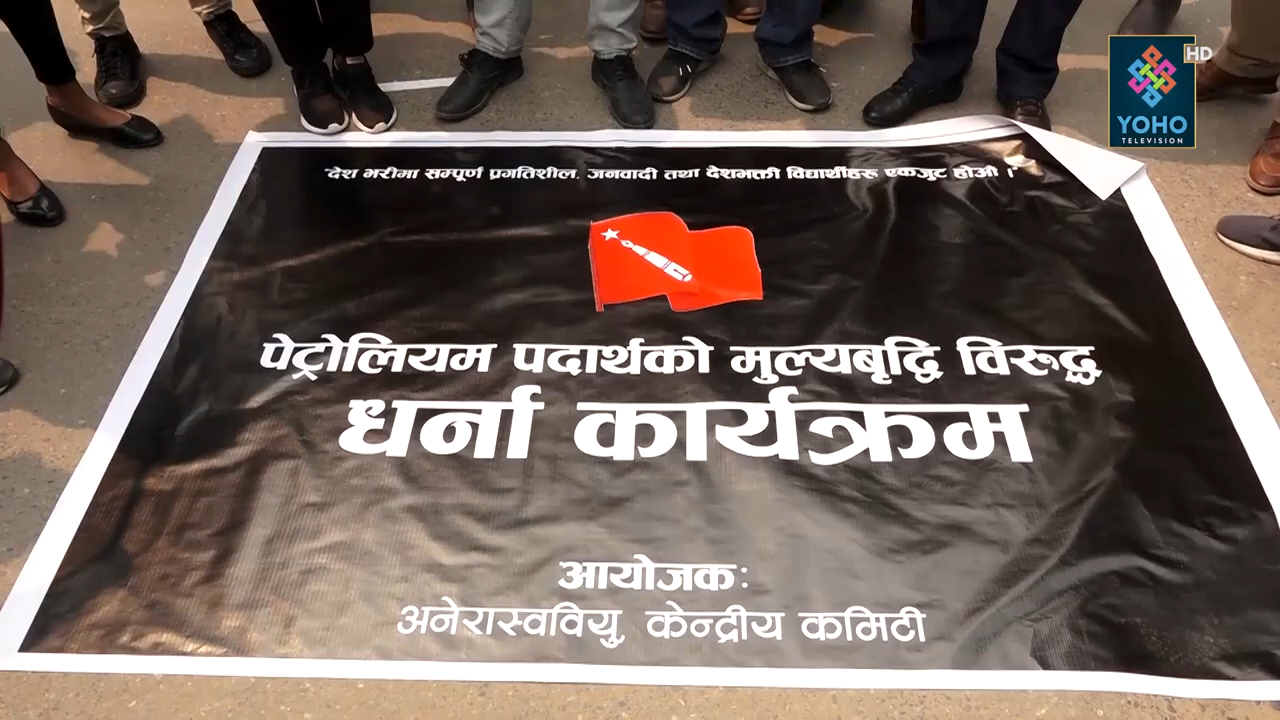 "देश भरीमा सम्पूर्ण प्रगतिशील, जनवादी तथा देशभक्ती विद्यार्थीहरू एकजुट होऔं ।"
पेट्रोलियम पदार्थको मुल्यबृद्धि विरुद्ध
धर्ना कार्यक्रम
आयोजक:
अनेरास्ववियु, केन्द्रीय कमिटी
YOHO
TELEVISION
HD